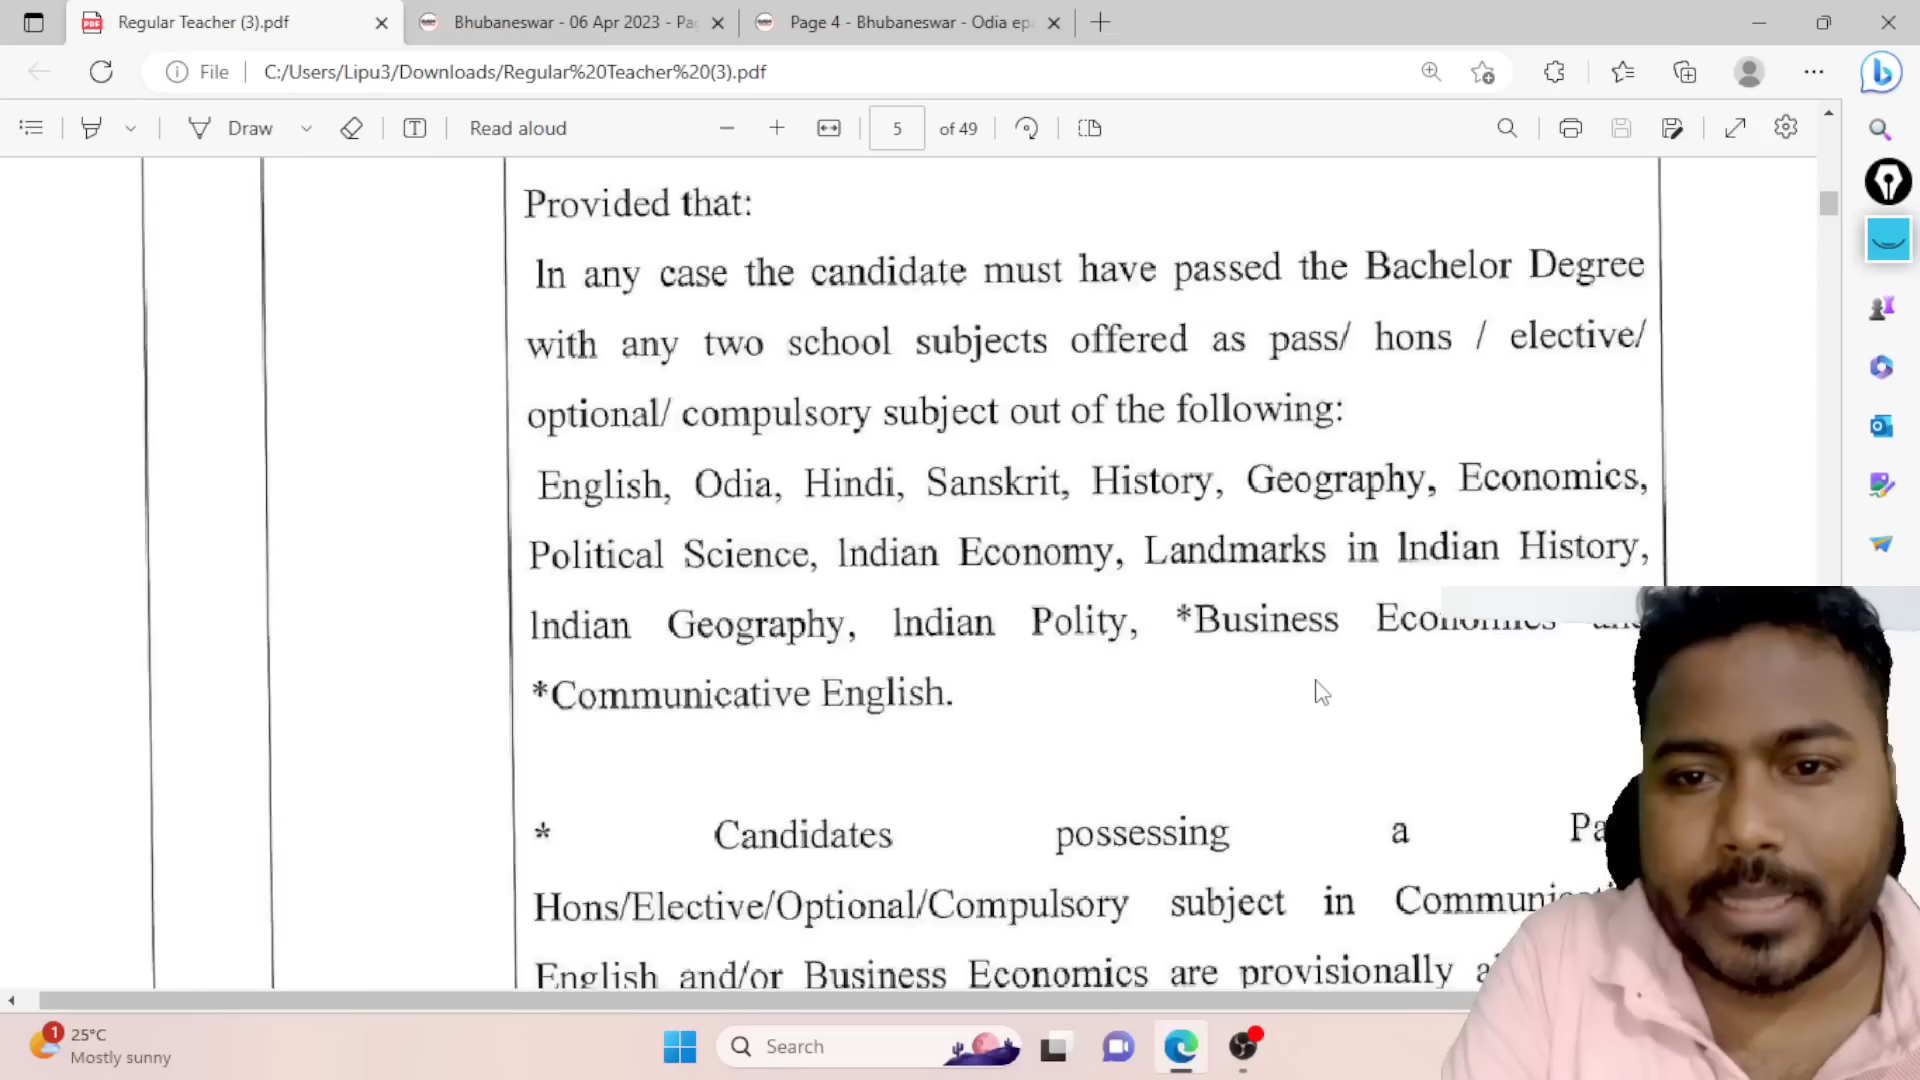 Regular Teacher (3).pdf
Bhubaneswar - 06 Apr 2023 - Pa
Page 4 - Bhubaneswar - Odia ep
File
C:/Users/Lipu3/Downloads/Regular%20Teacher%20(3).pdf
Draw
Read aloud
5 of 49
Provided that:
In any case the candidate must have passed the Bachelor Degree
with any two school subjects offered as pass/ hons / elective/
optional/ compulsory subject out of the following:
English, Odia, Hindi, Sanskrit, History, Geography, Economics,
Political Science, Indian Economy, Landmarks in Indian History,
Indian Geography, Indian Polity, *Business Economics and
*Communicative English.
* Candidates possessing a
Hons/Elective/Optional/Compulsory subject in
English and/or Business Economics are provisionally
1
25°C
Mostly sunny
Search